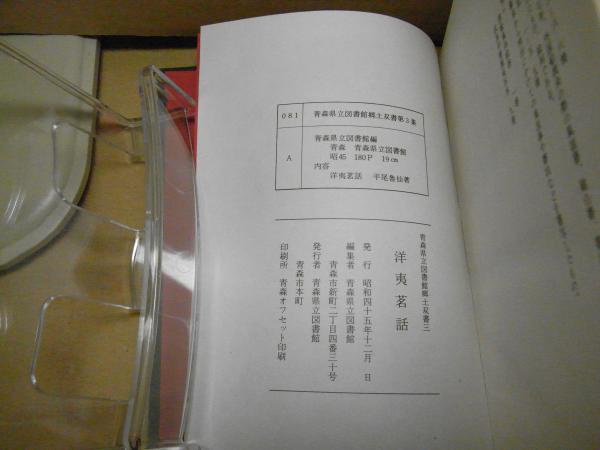 081
青森県立図書館郷土双書第3集
A
青森県立図書館編
青森 青森県立図書館
昭45 180P 19cm
内容
洋夷茗話 平尾魯仙著
青森県立図書館郷土双書三
洋夷茗話
発行 昭和四十五年十二月 日
編集者 青森県立図書館
青森市新町二丁目四番三十号
発行者 青森県立図書館
青森市本町
印刷所 青森オフセット印刷